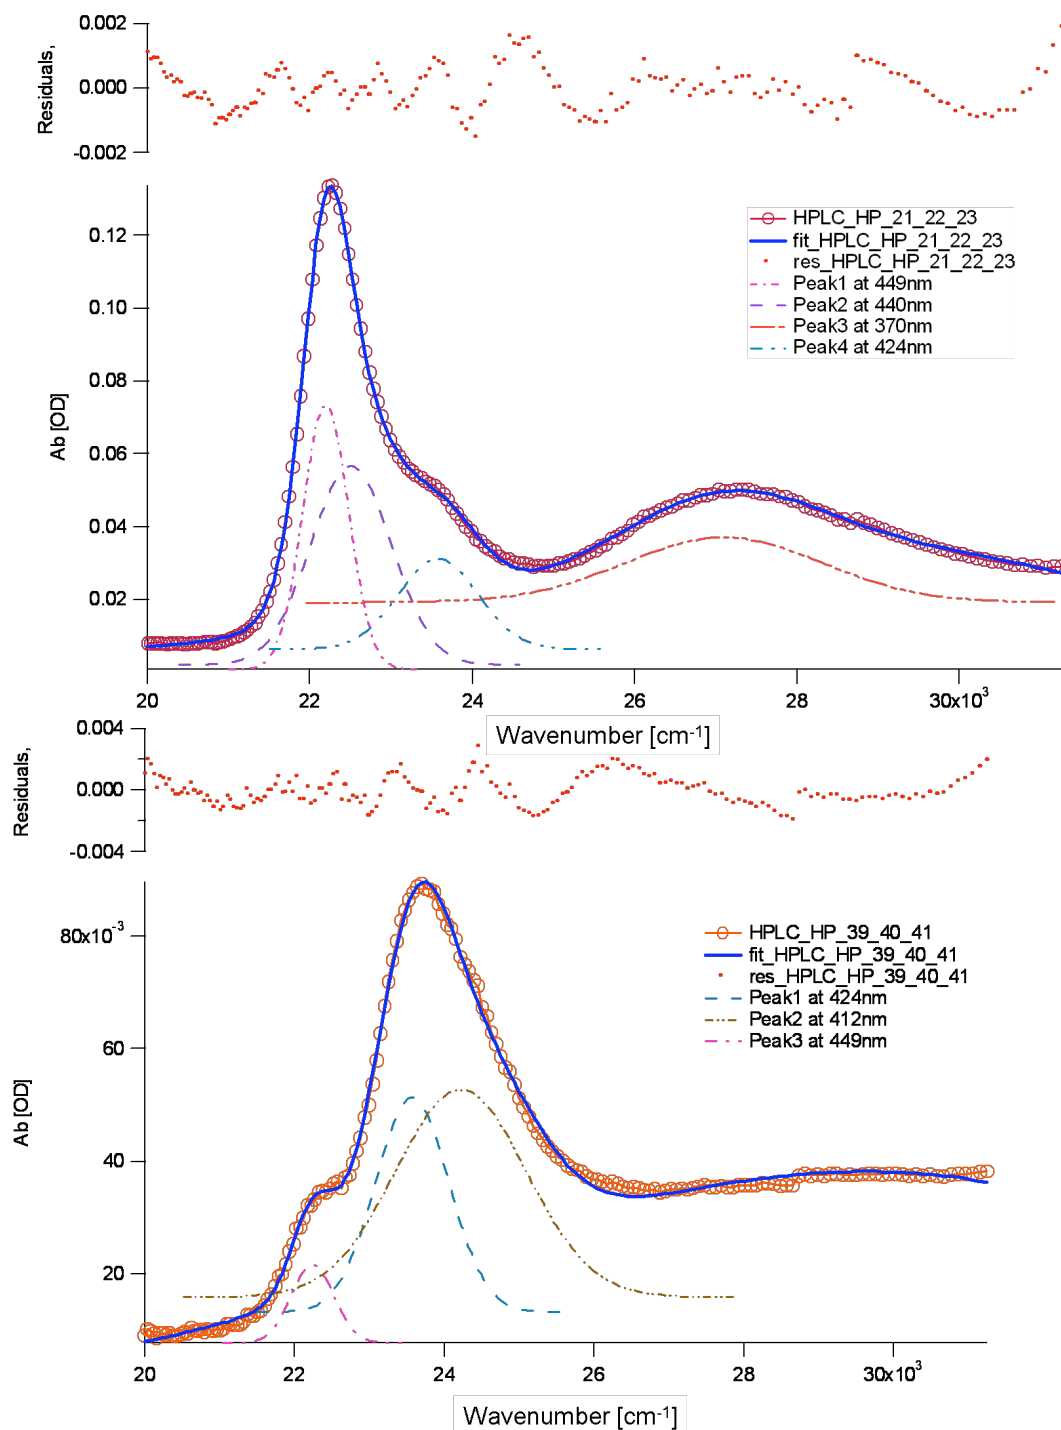 0.002
0.000
-0.002
Residuals,
0.12
0.10
0.08
0.06
0.04
0.02
Ab [OD]
HPLC_HP_21_22_23
fit_HPLC_HP_21_22_23
res_HPLC_HP_21_22_23
Peak1 at 449nm
Peak2 at 440nm
Peak3 at 370nm
Peak4 at 424nm
20 22 24 26 28 30x10³
Wavenumber [cm⁻¹]
0.004
0.000
-0.004
Residuals,
80x10⁻³
60
40
20
Ab [OD]
HPLC_HP_39_40_41
fit_HPLC_HP_39_40_41
res_HPLC_HP_39_40_41
Peak1 at 424nm
Peak2 at 412nm
Peak3 at 449nm
20 22 24 26 28 30x10³
Wavenumber [cm⁻¹]